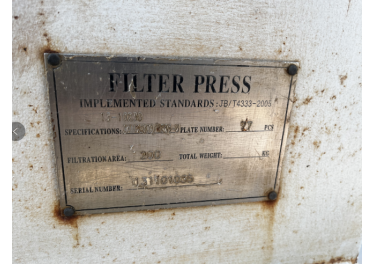 FILTER PRESS
IMPLEMENTED STANDARDS: JB/T4333-2005
SPECIFICATIONS: PLATE NUMBER: 77 PCS
FILTRATION AREA: 200 TOTAL WEIGHT: KG
SERIAL NUMBER: